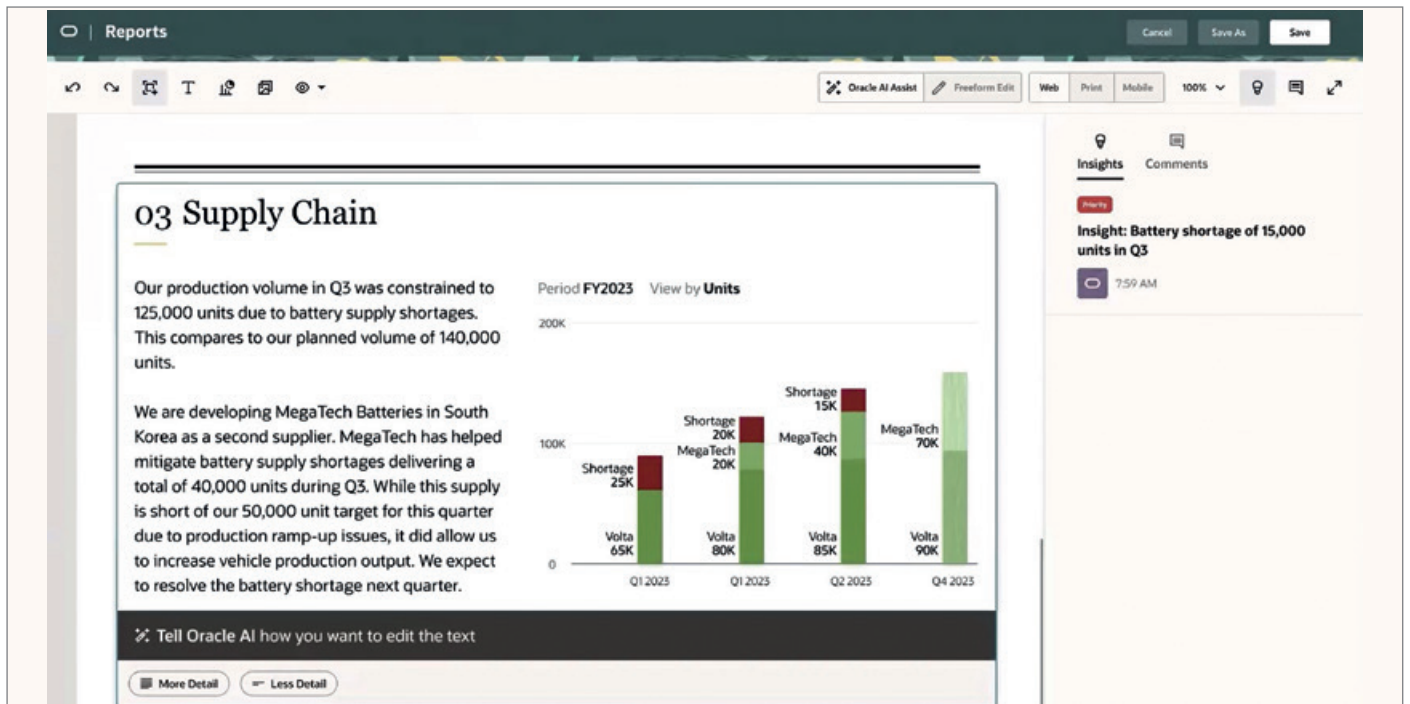 Reports
Cancel
Save As
Save
T
Oracle AI Assist
Freeform Edit
Web
Print
Mobile
100%
Insights
Comments
Priority
Insight: Battery shortage of 15,000
units in Q3
7:59 AM
03 Supply Chain
Our production volume in Q3 was constrained to
125,000 units due to battery supply shortages.
This compares to our planned volume of 140,000
units.
We are developing MegaTech Batteries in South
Korea as a second supplier. MegaTech has helped
mitigate battery supply shortages delivering a
total of 40,000 units during Q3. While this supply
is short of our 50,000 unit target for this quarter
due to production ramp-up issues, it did allow us
to increase vehicle production output. We expect
to resolve the battery shortage next quarter.
Period FY2023 View by Units
200K
100K
0
Shortage
25K
Volta
65K
Q1 2023
Shortage
20K
MegaTech
20K
Volta
80K
Q1 2023
Shortage
15K
MegaTech
40K
Volta
85K
Q2 2023
MegaTech
70K
Volta
90K
Q4 2023
Tell Oracle AI how you want to edit the text
More Detail
Less Detail